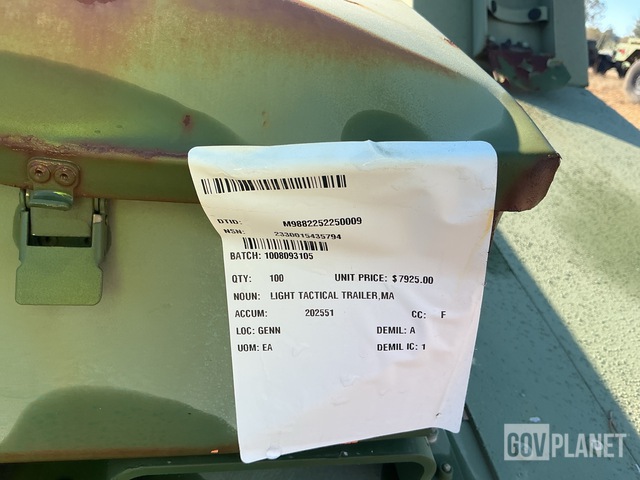 DTID: M9882252250009
NSN: 2330015435794
BATCH: 1008093105
QTY: 100 UNIT PRICE: $7925.00
NOUN: LIGHT TACTICAL TRAILER,MA
ACCUM: 202551 CC: F
LOC: GENN DEMIL: A
UOM: EA DEMIL IC: 1
GOVPLANET